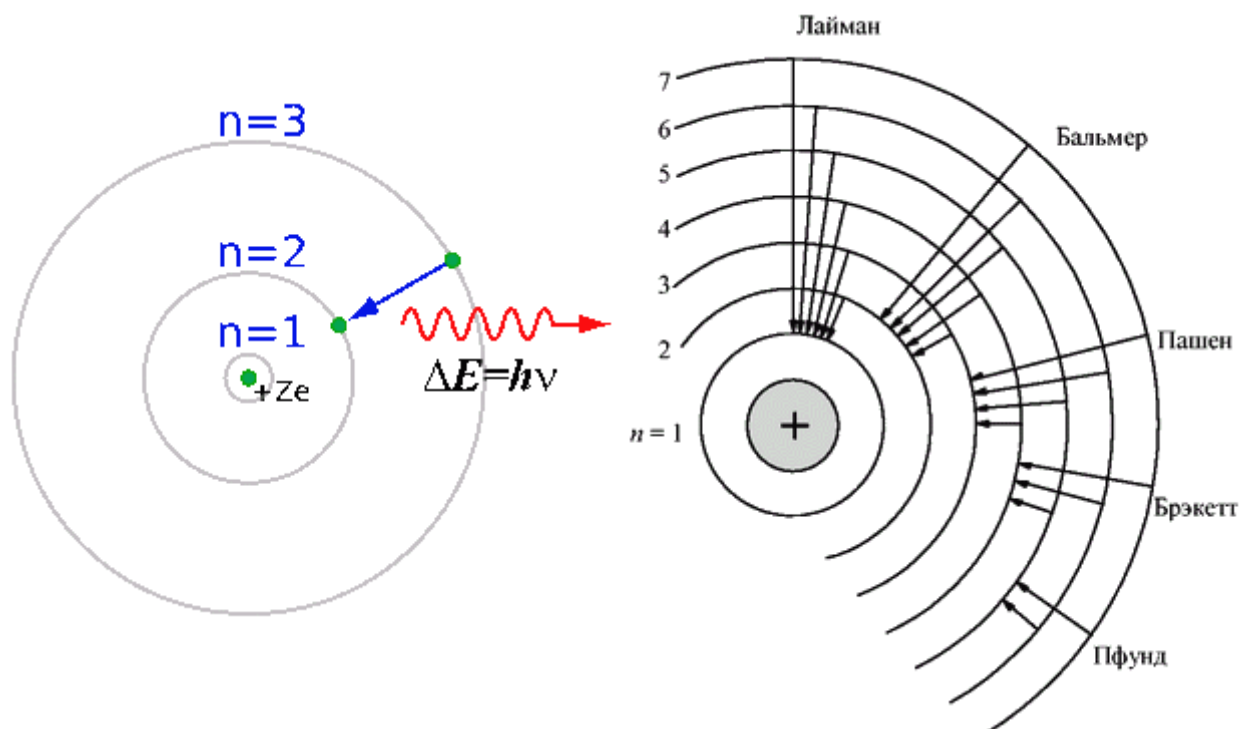 n=3
n=2
n=1
+Ze
ΔE=hν
Лайман
7
6
5
4
3
2
n = 1
+
Бальмер
Пашен
Брэкетт
Пфунд